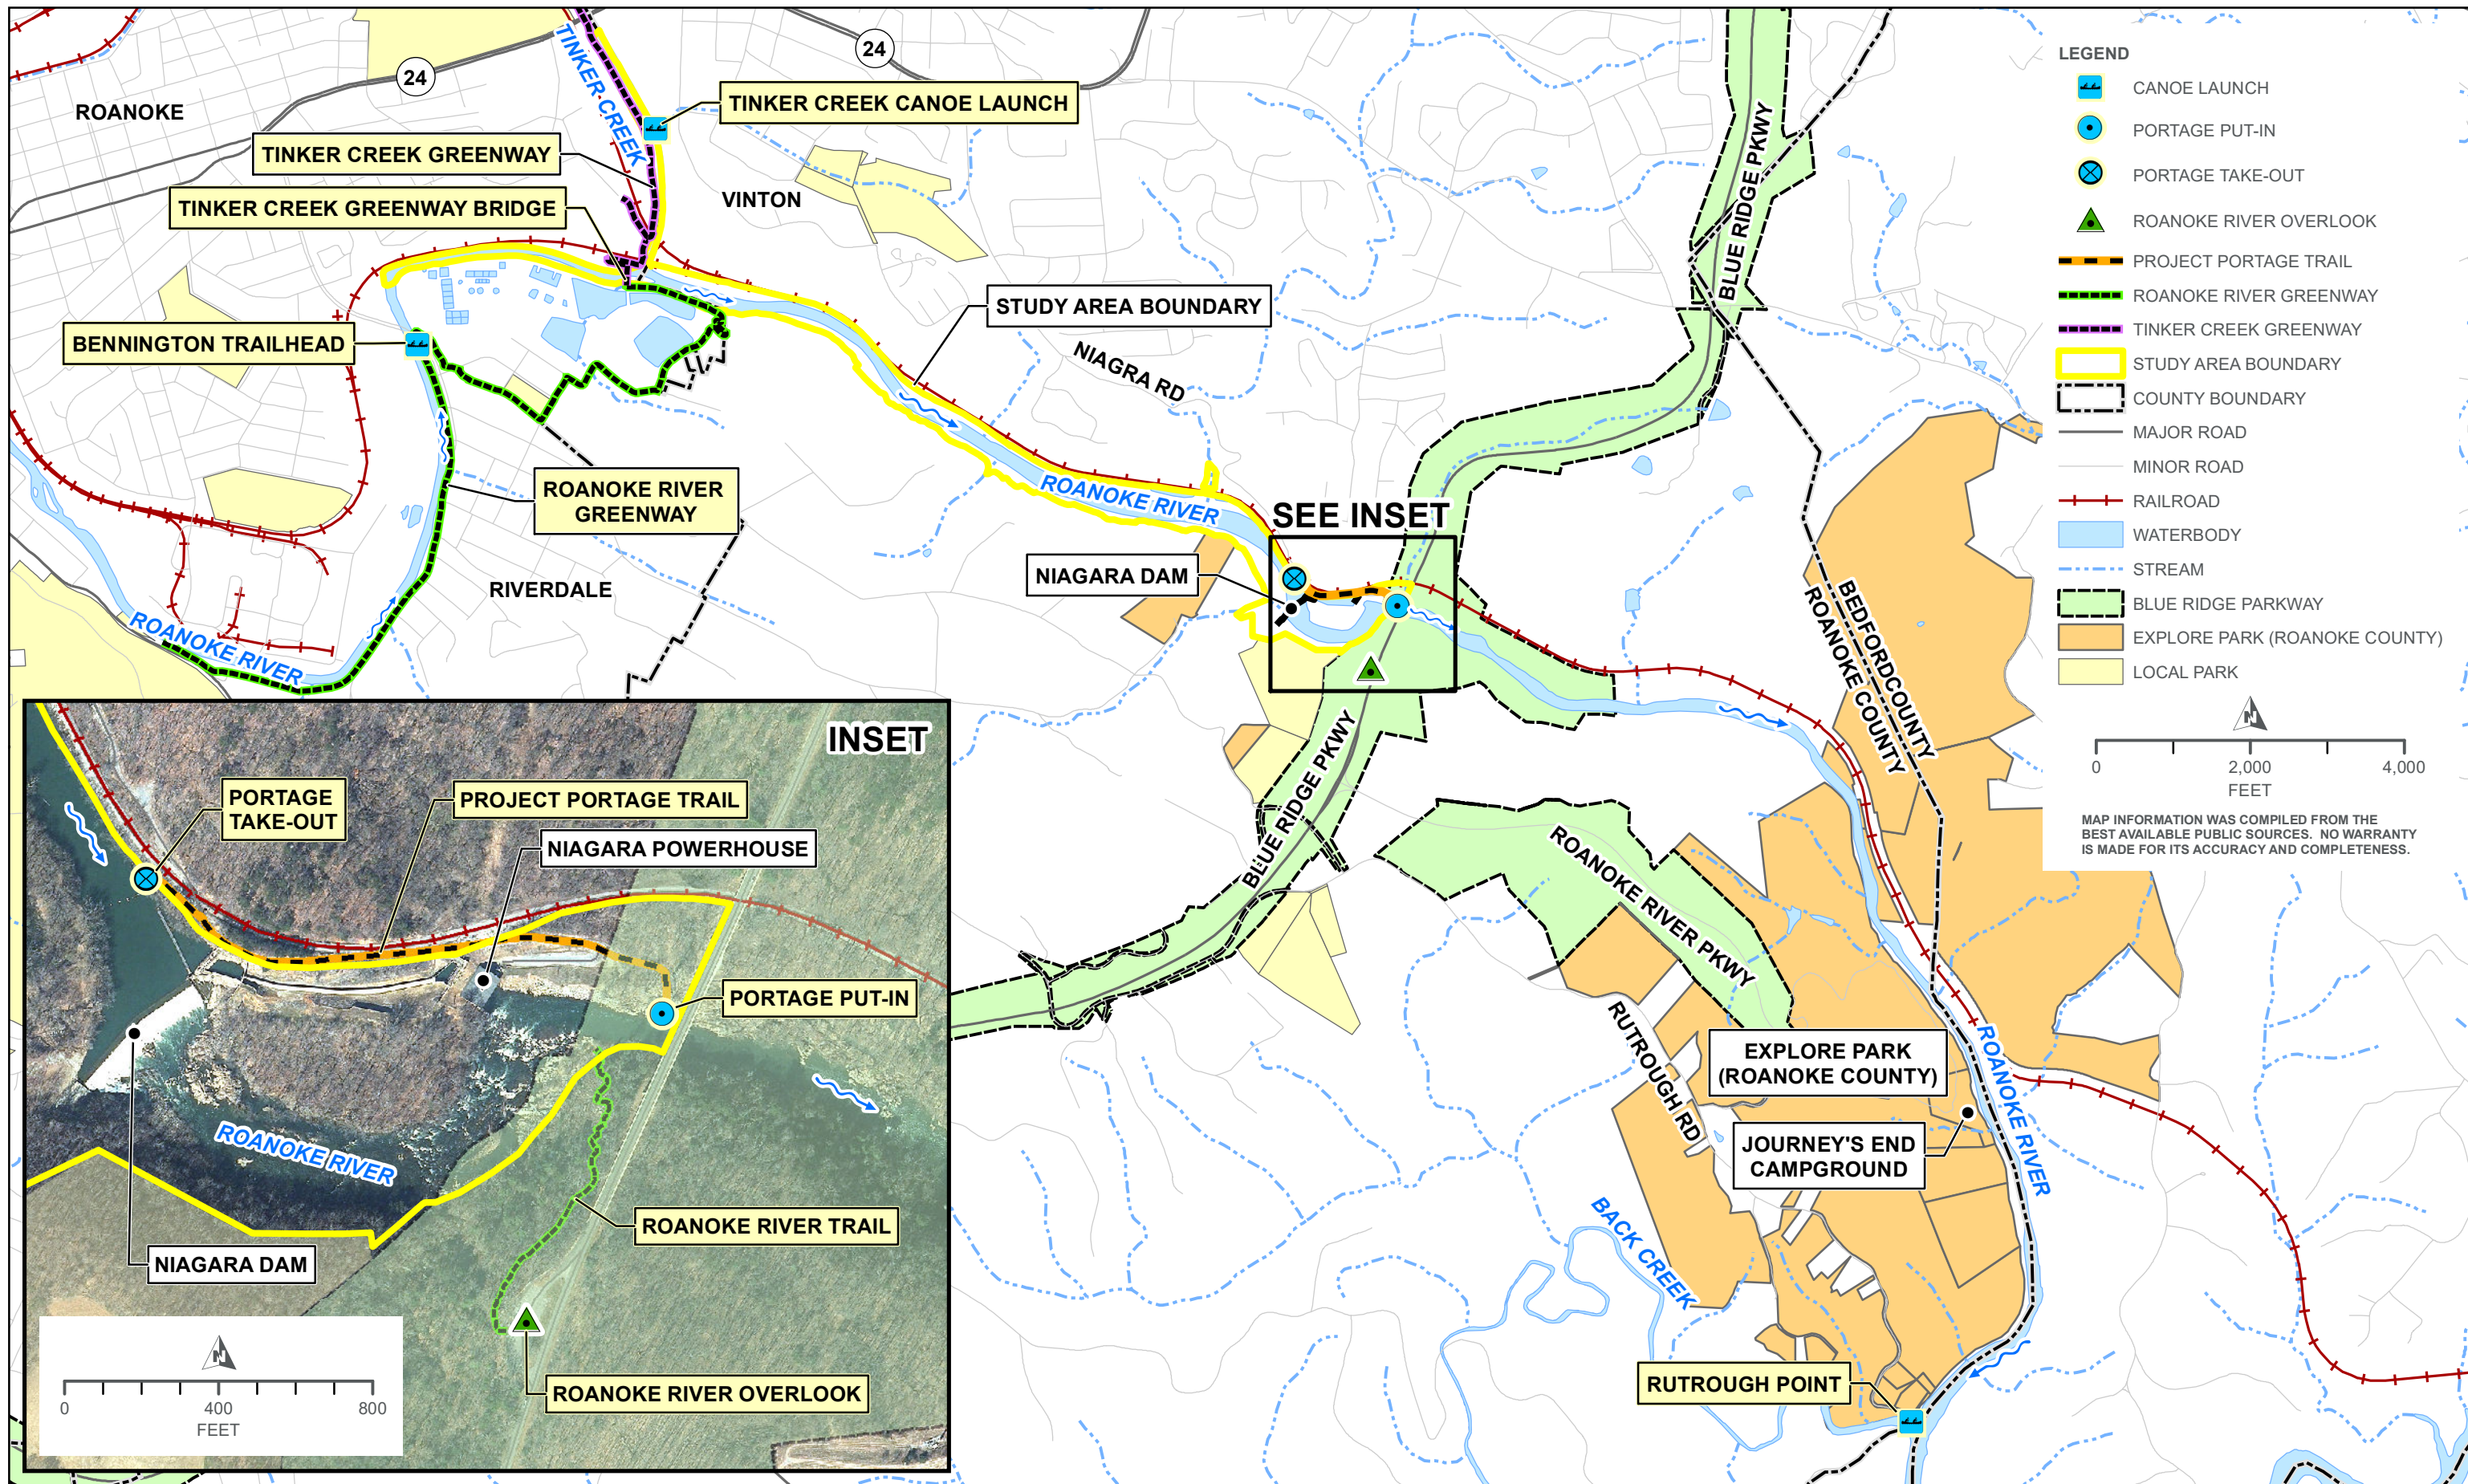 24
24
ROANOKE
TINKER CREEK
TINKER CREEK CANOE LAUNCH
TINKER CREEK GREENWAY
TINKER CREEK GREENWAY BRIDGE
VINTON
BENNINGTON TRAILHEAD
STUDY AREA BOUNDARY
NIAGRA RD
BLUE RIDGE PKWY
ROANOKE RIVER
GREENWAY
ROANOKE RIVER
SEE INSET
NIAGARA DAM
RIVERDALE
ROANOKE RIVER
BEDFORDCOUNTY
ROANOKE COUNTY
BLUE RIDGE PKWY
ROANOKE RIVER PKWY
RUTROUGH RD
EXPLORE PARK
(ROANOKE COUNTY)
ROANOKE RIVER
JOURNEY'S END
CAMPGROUND
BACK CREEK
RUTROUGH POINT
LEGEND
CANOE LAUNCH
PORTAGE PUT-IN
PORTAGE TAKE-OUT
ROANOKE RIVER OVERLOOK
PROJECT PORTAGE TRAIL
ROANOKE RIVER GREENWAY
TINKER CREEK GREENWAY
STUDY AREA BOUNDARY
COUNTY BOUNDARY
MAJOR ROAD
MINOR ROAD
RAILROAD
WATERBODY
STREAM
BLUE RIDGE PARKWAY
EXPLORE PARK (ROANOKE COUNTY)
LOCAL PARK
N
0 2,000 4,000
FEET
MAP INFORMATION WAS COMPILED FROM THE
BEST AVAILABLE PUBLIC SOURCES. NO WARRANTY
IS MADE FOR ITS ACCURACY AND COMPLETENESS.
INSET
PORTAGE
TAKE-OUT
PROJECT PORTAGE TRAIL
NIAGARA POWERHOUSE
PORTAGE PUT-IN
ROANOKE RIVER
ROANOKE RIVER TRAIL
NIAGARA DAM
ROANOKE RIVER OVERLOOK
N
0 400 800
FEET